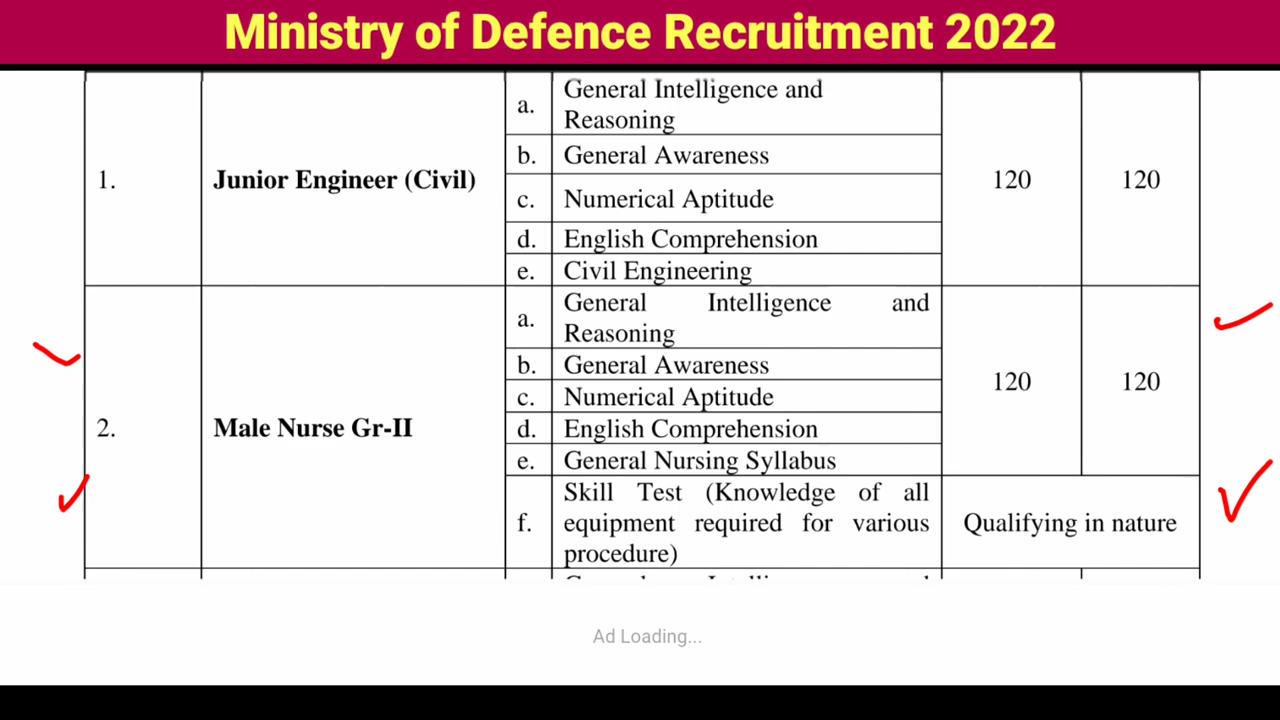 Ministry of Defence Recruitment 2022
1.
Junior Engineer (Civil)
a.
General Intelligence and
Reasoning
b.
General Awareness
c.
Numerical Aptitude
d.
English Comprehension
e.
Civil Engineering
120
120
2.
Male Nurse Gr-II
a.
General Intelligence and
Reasoning
b.
General Awareness
c.
Numerical Aptitude
d.
English Comprehension
e.
General Nursing Syllabus
120
120
f.
Skill Test (Knowledge of all
equipment required for various
procedure)
Qualifying in nature
Ad Loading...